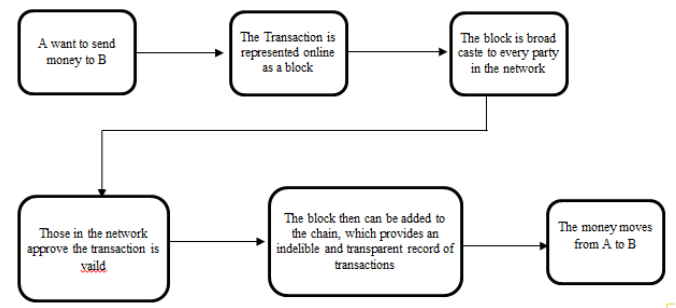 A want to send
money to B
The Transaction is
represented online
as a block
The block is broad
caste to every party
in the network
Those in the network
approve the transaction is
vaild
The block then can be added to
the chain, which provides an
indelible and transparent record of
transactions
The money moves
from A to B